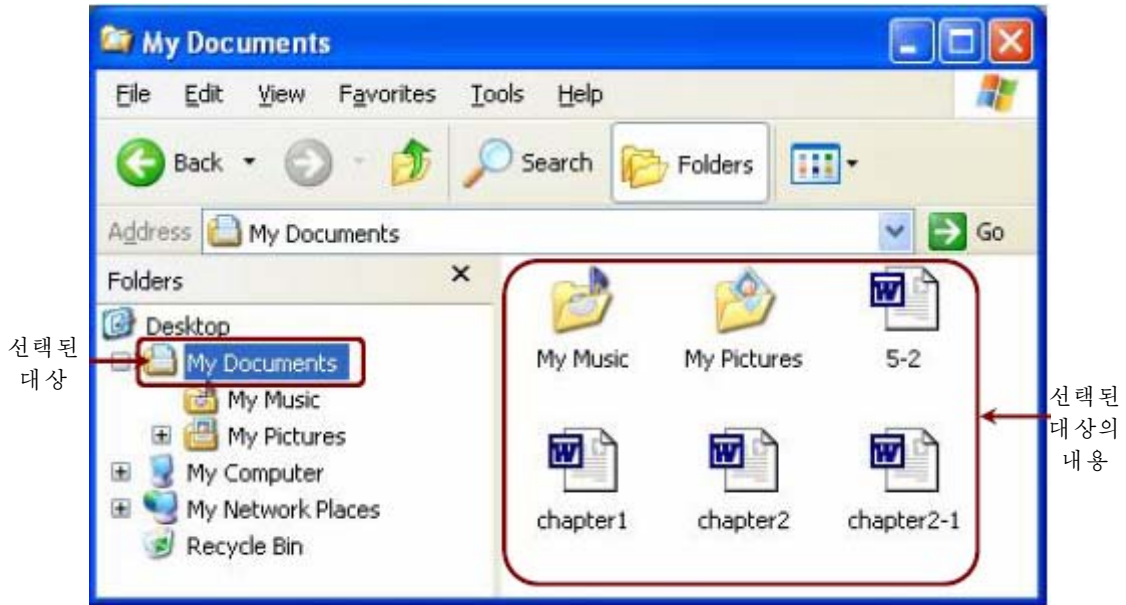 My Documents
File Edit View Favorites Tools Help
Back Search Folders
Address My Documents Go
Folders
Desktop
My Documents
My Music
My Pictures
My Computer
My Network Places
Recycle Bin
My Music My Pictures 5-2
chapter1 chapter2 chapter2-1
선택된
대상
선택된
대상의
내용